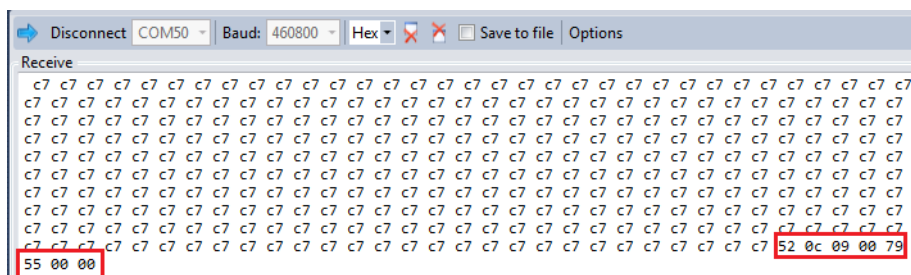 Disconnect COM50 Baud: 460800 Hex Save to file Options
Receive
c7 c7 c7 c7 c7 c7 c7 c7 c7 c7 c7 c7 c7 c7 c7 c7 c7 c7 c7 c7 c7 c7 c7 c7 c7 c7 c7 c7 c7 c7 c7 c7 c7
c7 c7 c7 c7 c7 c7 c7 c7 c7 c7 c7 c7 c7 c7 c7 c7 c7 c7 c7 c7 c7 c7 c7 c7 c7 c7 c7 c7 c7 c7 c7 c7 c7
c7 c7 c7 c7 c7 c7 c7 c7 c7 c7 c7 c7 c7 c7 c7 c7 c7 c7 c7 c7 c7 c7 c7 c7 c7 c7 c7 c7 c7 c7 c7 c7 c7
c7 c7 c7 c7 c7 c7 c7 c7 c7 c7 c7 c7 c7 c7 c7 c7 c7 c7 c7 c7 c7 c7 c7 c7 c7 c7 c7 c7 c7 c7 c7 c7 c7
c7 c7 c7 c7 c7 c7 c7 c7 c7 c7 c7 c7 c7 c7 c7 c7 c7 c7 c7 c7 c7 c7 c7 c7 c7 c7 c7 c7 c7 c7 c7 c7 c7
c7 c7 c7 c7 c7 c7 c7 c7 c7 c7 c7 c7 c7 c7 c7 c7 c7 c7 c7 c7 c7 c7 c7 c7 c7 c7 c7 c7 c7 c7 c7 c7 c7
c7 c7 c7 c7 c7 c7 c7 c7 c7 c7 c7 c7 c7 c7 c7 c7 c7 c7 c7 c7 c7 c7 c7 c7 c7 c7 c7 c7 c7 c7 c7 c7 c7
c7 c7 c7 c7 c7 c7 c7 c7 c7 c7 c7 c7 c7 c7 c7 c7 c7 c7 c7 c7 c7 c7 c7 c7 c7 c7 c7 c7 c7 c7 c7 c7 c7
c7 c7 c7 c7 c7 c7 c7 c7 c7 c7 c7 c7 c7 c7 c7 c7 c7 c7 c7 c7 c7 c7 c7 c7 c7 c7 c7 c7 c7 c7 c7 c7 c7
c7 c7 c7 c7 c7 c7 c7 c7 c7 c7 c7 c7 c7 c7 c7 c7 c7 c7 c7 c7 c7 c7 c7 c7 c7 c7 c7 c7 52 0c 09 00 79
55 00 00